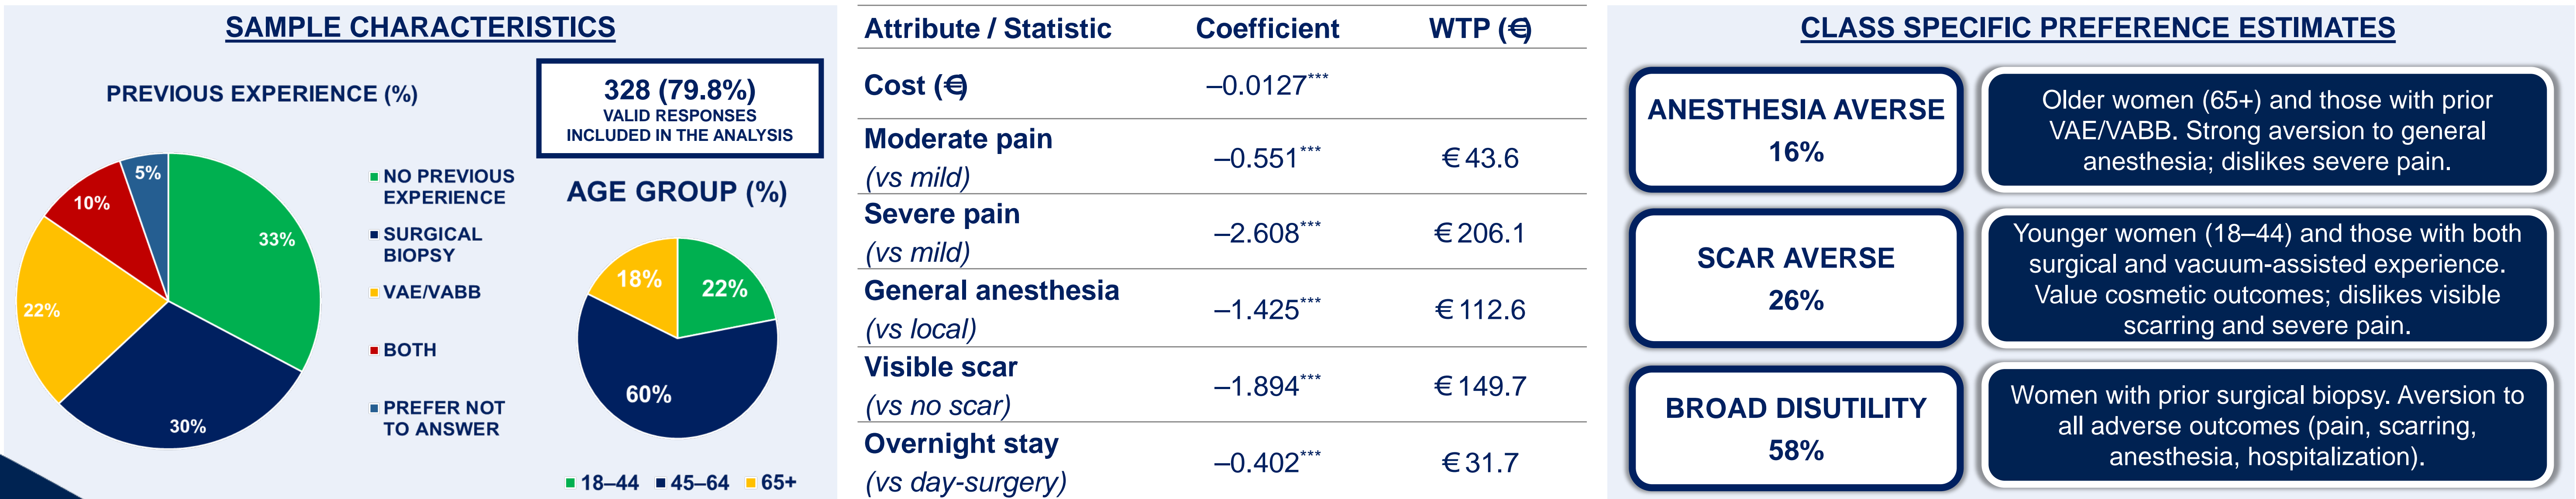 SAMPLE CHARACTERISTICS
PREVIOUS EXPERIENCE (%)
328 (79.8%)
VALID RESPONSES
INCLUDED IN THE ANALYSIS
5%
10%
33%
22%
30%
NO PREVIOUS
EXPERIENCE
SURGICAL
BIOPSY
VAE/VABB
BOTH
PREFER NOT
TO ANSWER
AGE GROUP (%)
18%
22%
60%
18–44 45–64 65+
Attribute / Statistic Coefficient WTP (€)
Cost (€) –0.0127***
Moderate pain
(vs mild) –0.551*** €43.6
Severe pain
(vs mild) –2.608*** €206.1
General anesthesia
(vs local) –1.425*** €112.6
Visible scar
(vs no scar) –1.894*** €149.7
Overnight stay
(vs day-surgery) –0.402*** €31.7
CLASS SPECIFIC PREFERENCE ESTIMATES
ANESTHESIA AVERSE
16%
Older women (65+) and those with prior
VAE/VABB. Strong aversion to general
anesthesia; dislikes severe pain.
SCAR AVERSE
26%
Younger women (18–44) and those with both
surgical and vacuum-assisted experience.
Value cosmetic outcomes; dislikes visible
scarring and severe pain.
BROAD DISUTILITY
58%
Women with prior surgical biopsy. Aversion to
all adverse outcomes (pain, scarring,
anesthesia, hospitalization).